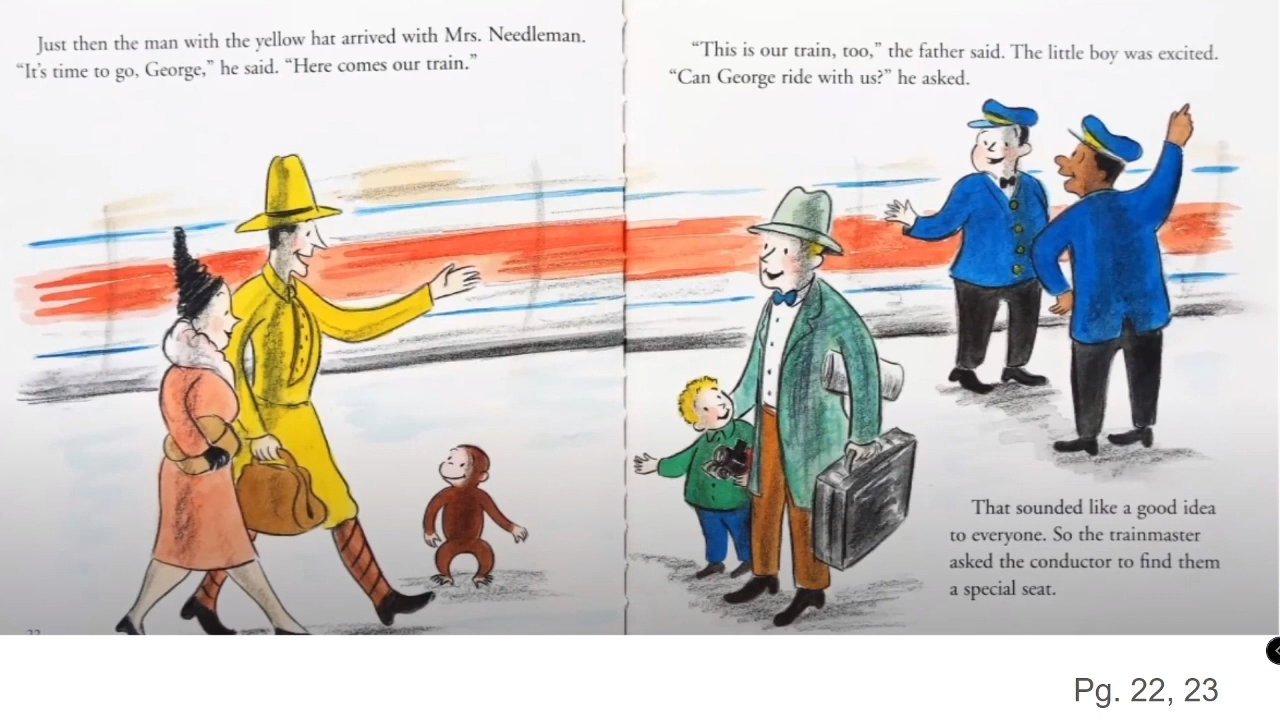 Just then the man with the yellow hat arrived with Mrs. Needleman.
“It’s time to go, George,” he said. “Here comes our train.”
“This is our train, too,” the father said. The little boy was excited.
“Can George ride with us?” he asked.
That sounded like a good idea
to everyone. So the trainmaster
asked the conductor to find them
a special seat.
Pg. 22, 23